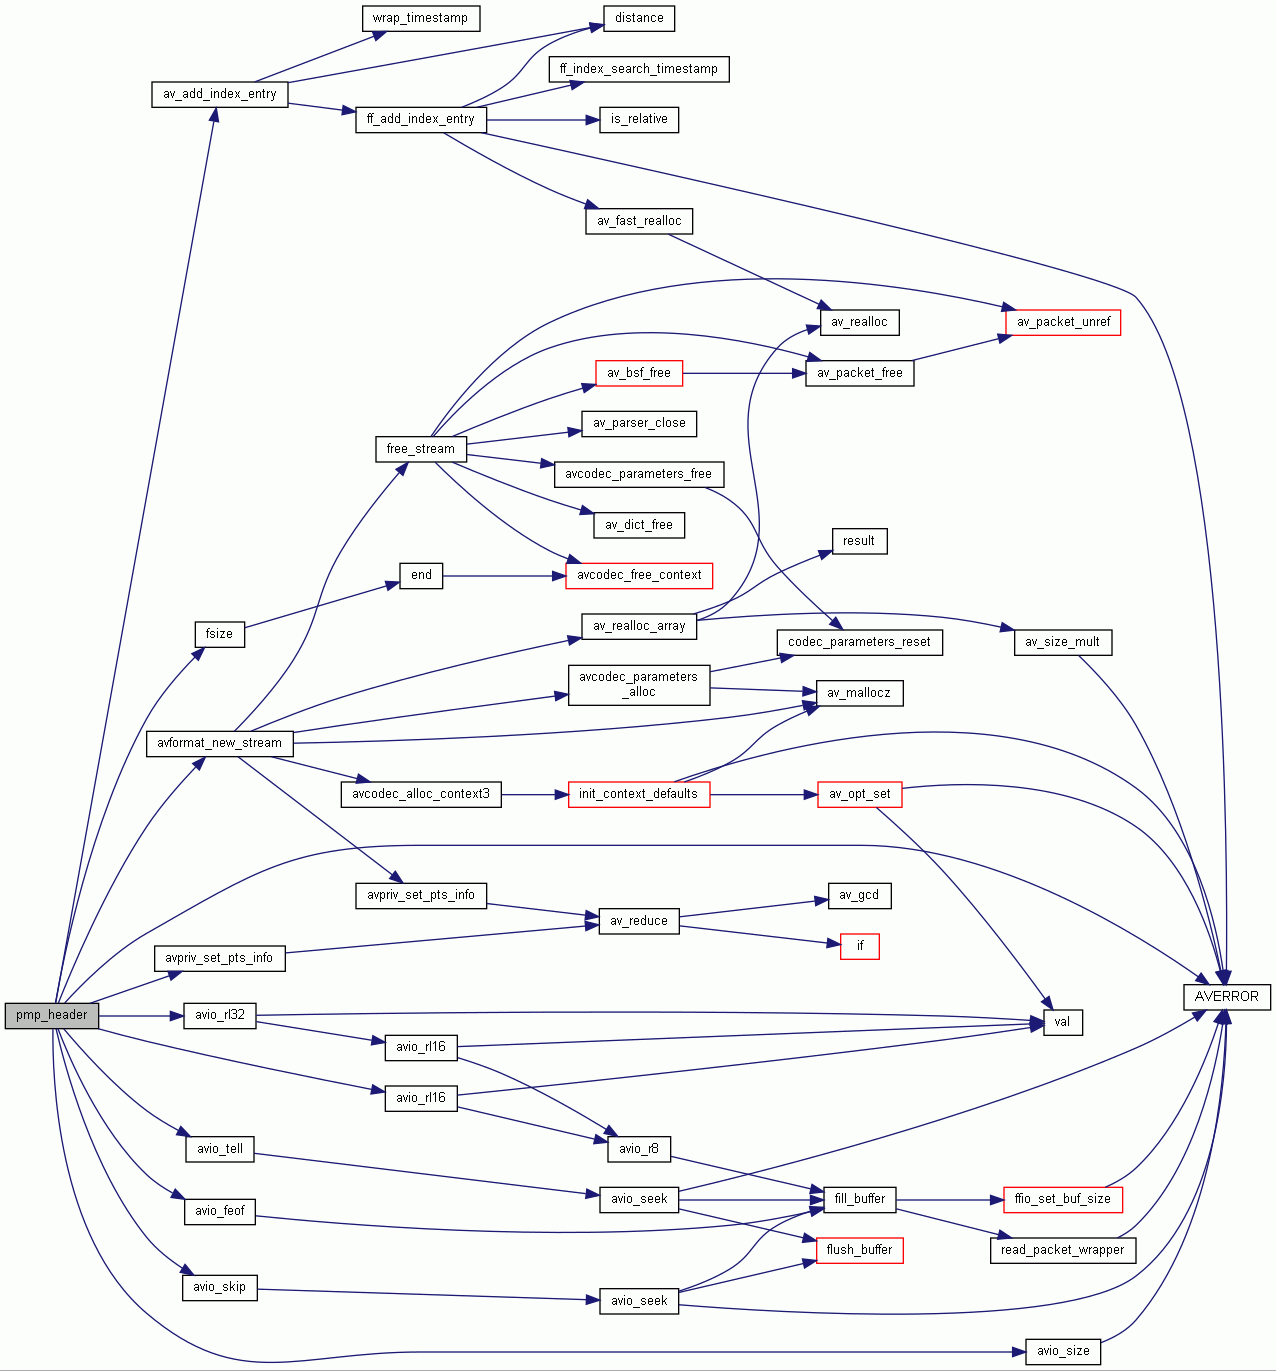 wrap_timestamp
distance
ff_index_search_timestamp
av_add_index_entry
ff_add_index_entry
is_relative
av_fast_realloc
av_realloc
av_packet_unref
av_bsf_free
av_packet_free
av_parser_close
free_stream
avcodec_parameters_free
av_dict_free
result
end
avcodec_free_context
fsize
av_realloc_array
codec_parameters_reset
av_size_mult
avcodec_parameters
_alloc
av_mallocz
avformat_new_stream
avcodec_alloc_context3
init_context_defaults
av_opt_set
avpriv_set_pts_info
av_gcd
av_reduce
if
avpriv_set_pts_info
AVERROR
pmp_header
avio_rl32
val
avio_rl16
avio_rl16
avio_tell
avio_r8
avio_seek
fill_buffer
ffio_set_buf_size
avio_feof
flush_buffer
read_packet_wrapper
avio_skip
avio_seek
avio_size